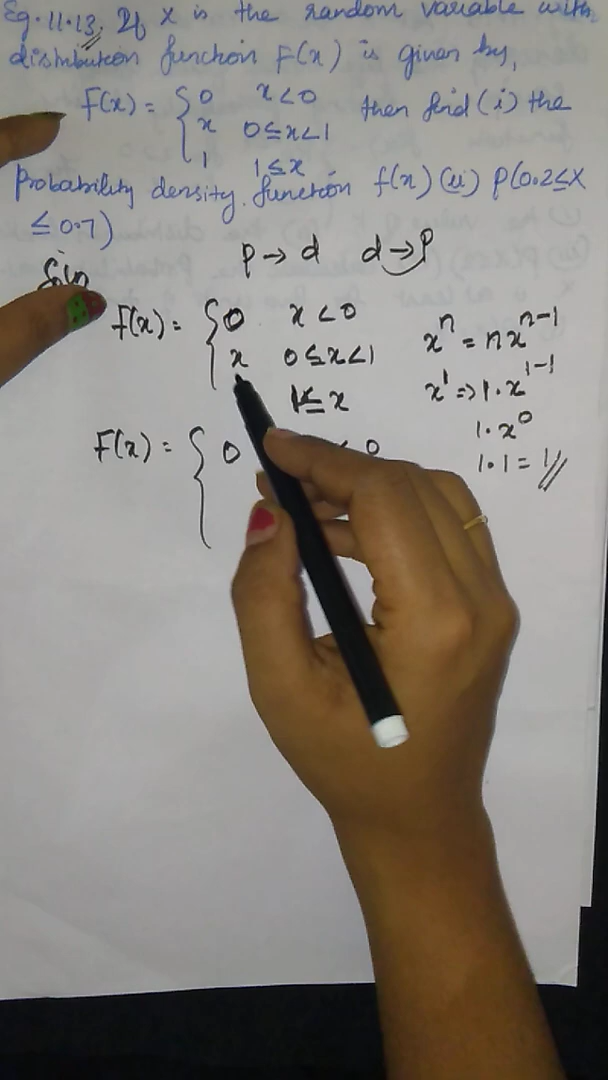 Eg.11.13, If X is the random variable with
distribution function F(x) is given by,
F(x) = { 0 x<0
x 0≤x<1 then find (i) the
1 1≤x
Probability density function f(x) (ii) P(0.2≤X
≤0.7)
p→d d→p
Sln
F(x) = { 0 x<0
x 0≤x<1
1≤x
x^n = nx^(n-1)
x^1 => 1.x^(1-1)
1.x^0
1.1 = 1//
F(x) = { 0 <0